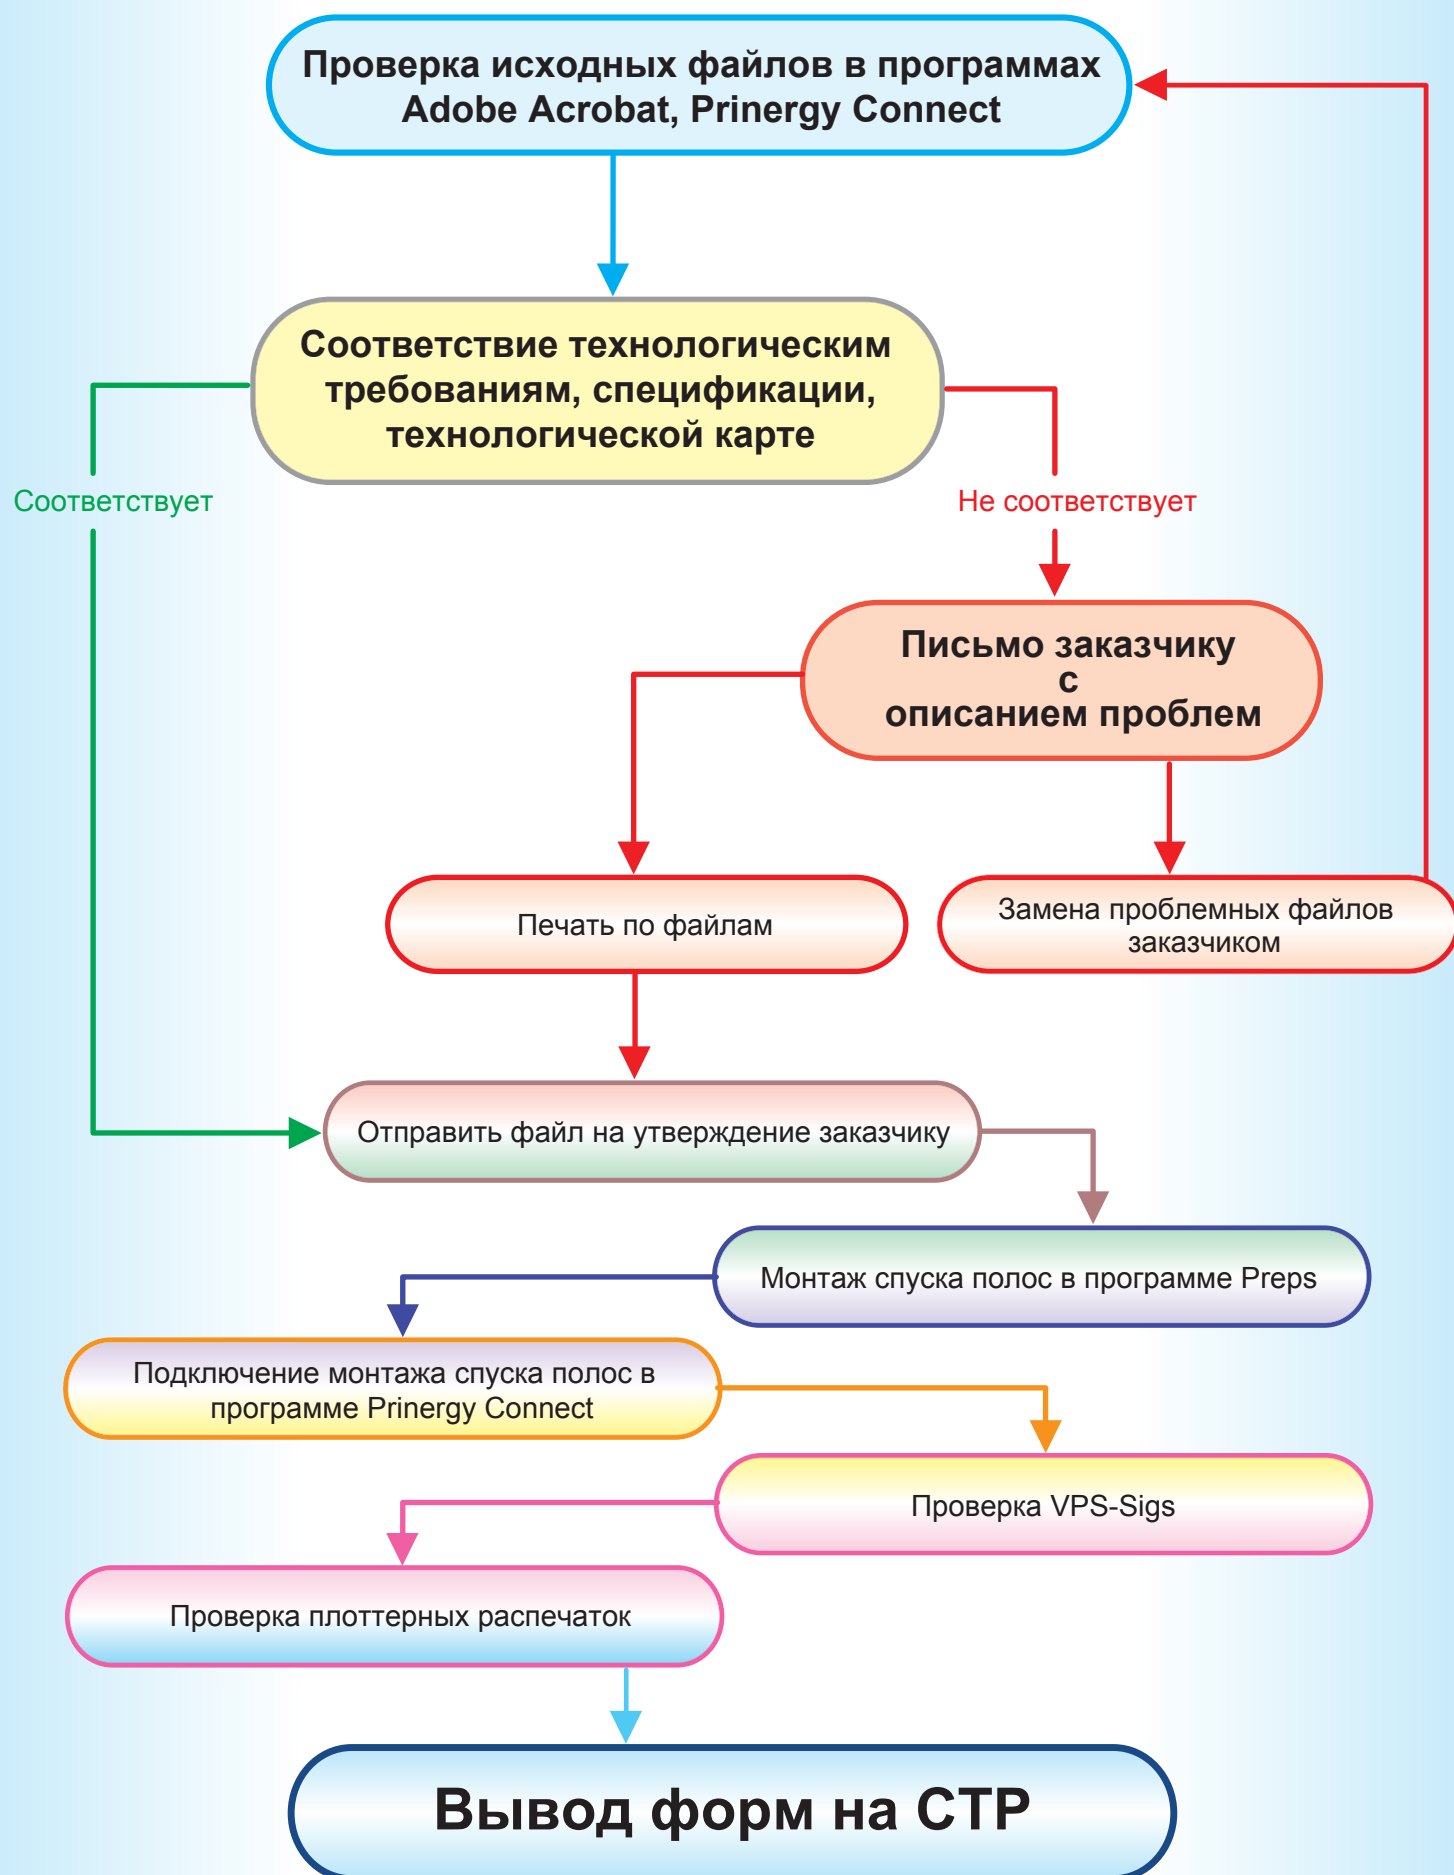 Проверка исходных файлов в программах
Adobe Acrobat, Prinergy Connect
Соответствие технологическим
требованиям, спецификации,
технологической карте
Соответствует
Не соответствует
Письмо заказчику
с
описанием проблем
Печать по файлам
Замена проблемных файлов
заказчиком
Отправить файл на утверждение заказчику
Монтаж спуска полос в программе Preps
Подключение монтажа спуска полос в
программе Prinergy Connect
Проверка VPS-Sigs
Проверка плоттерных распечаток
Вывод форм на CTP